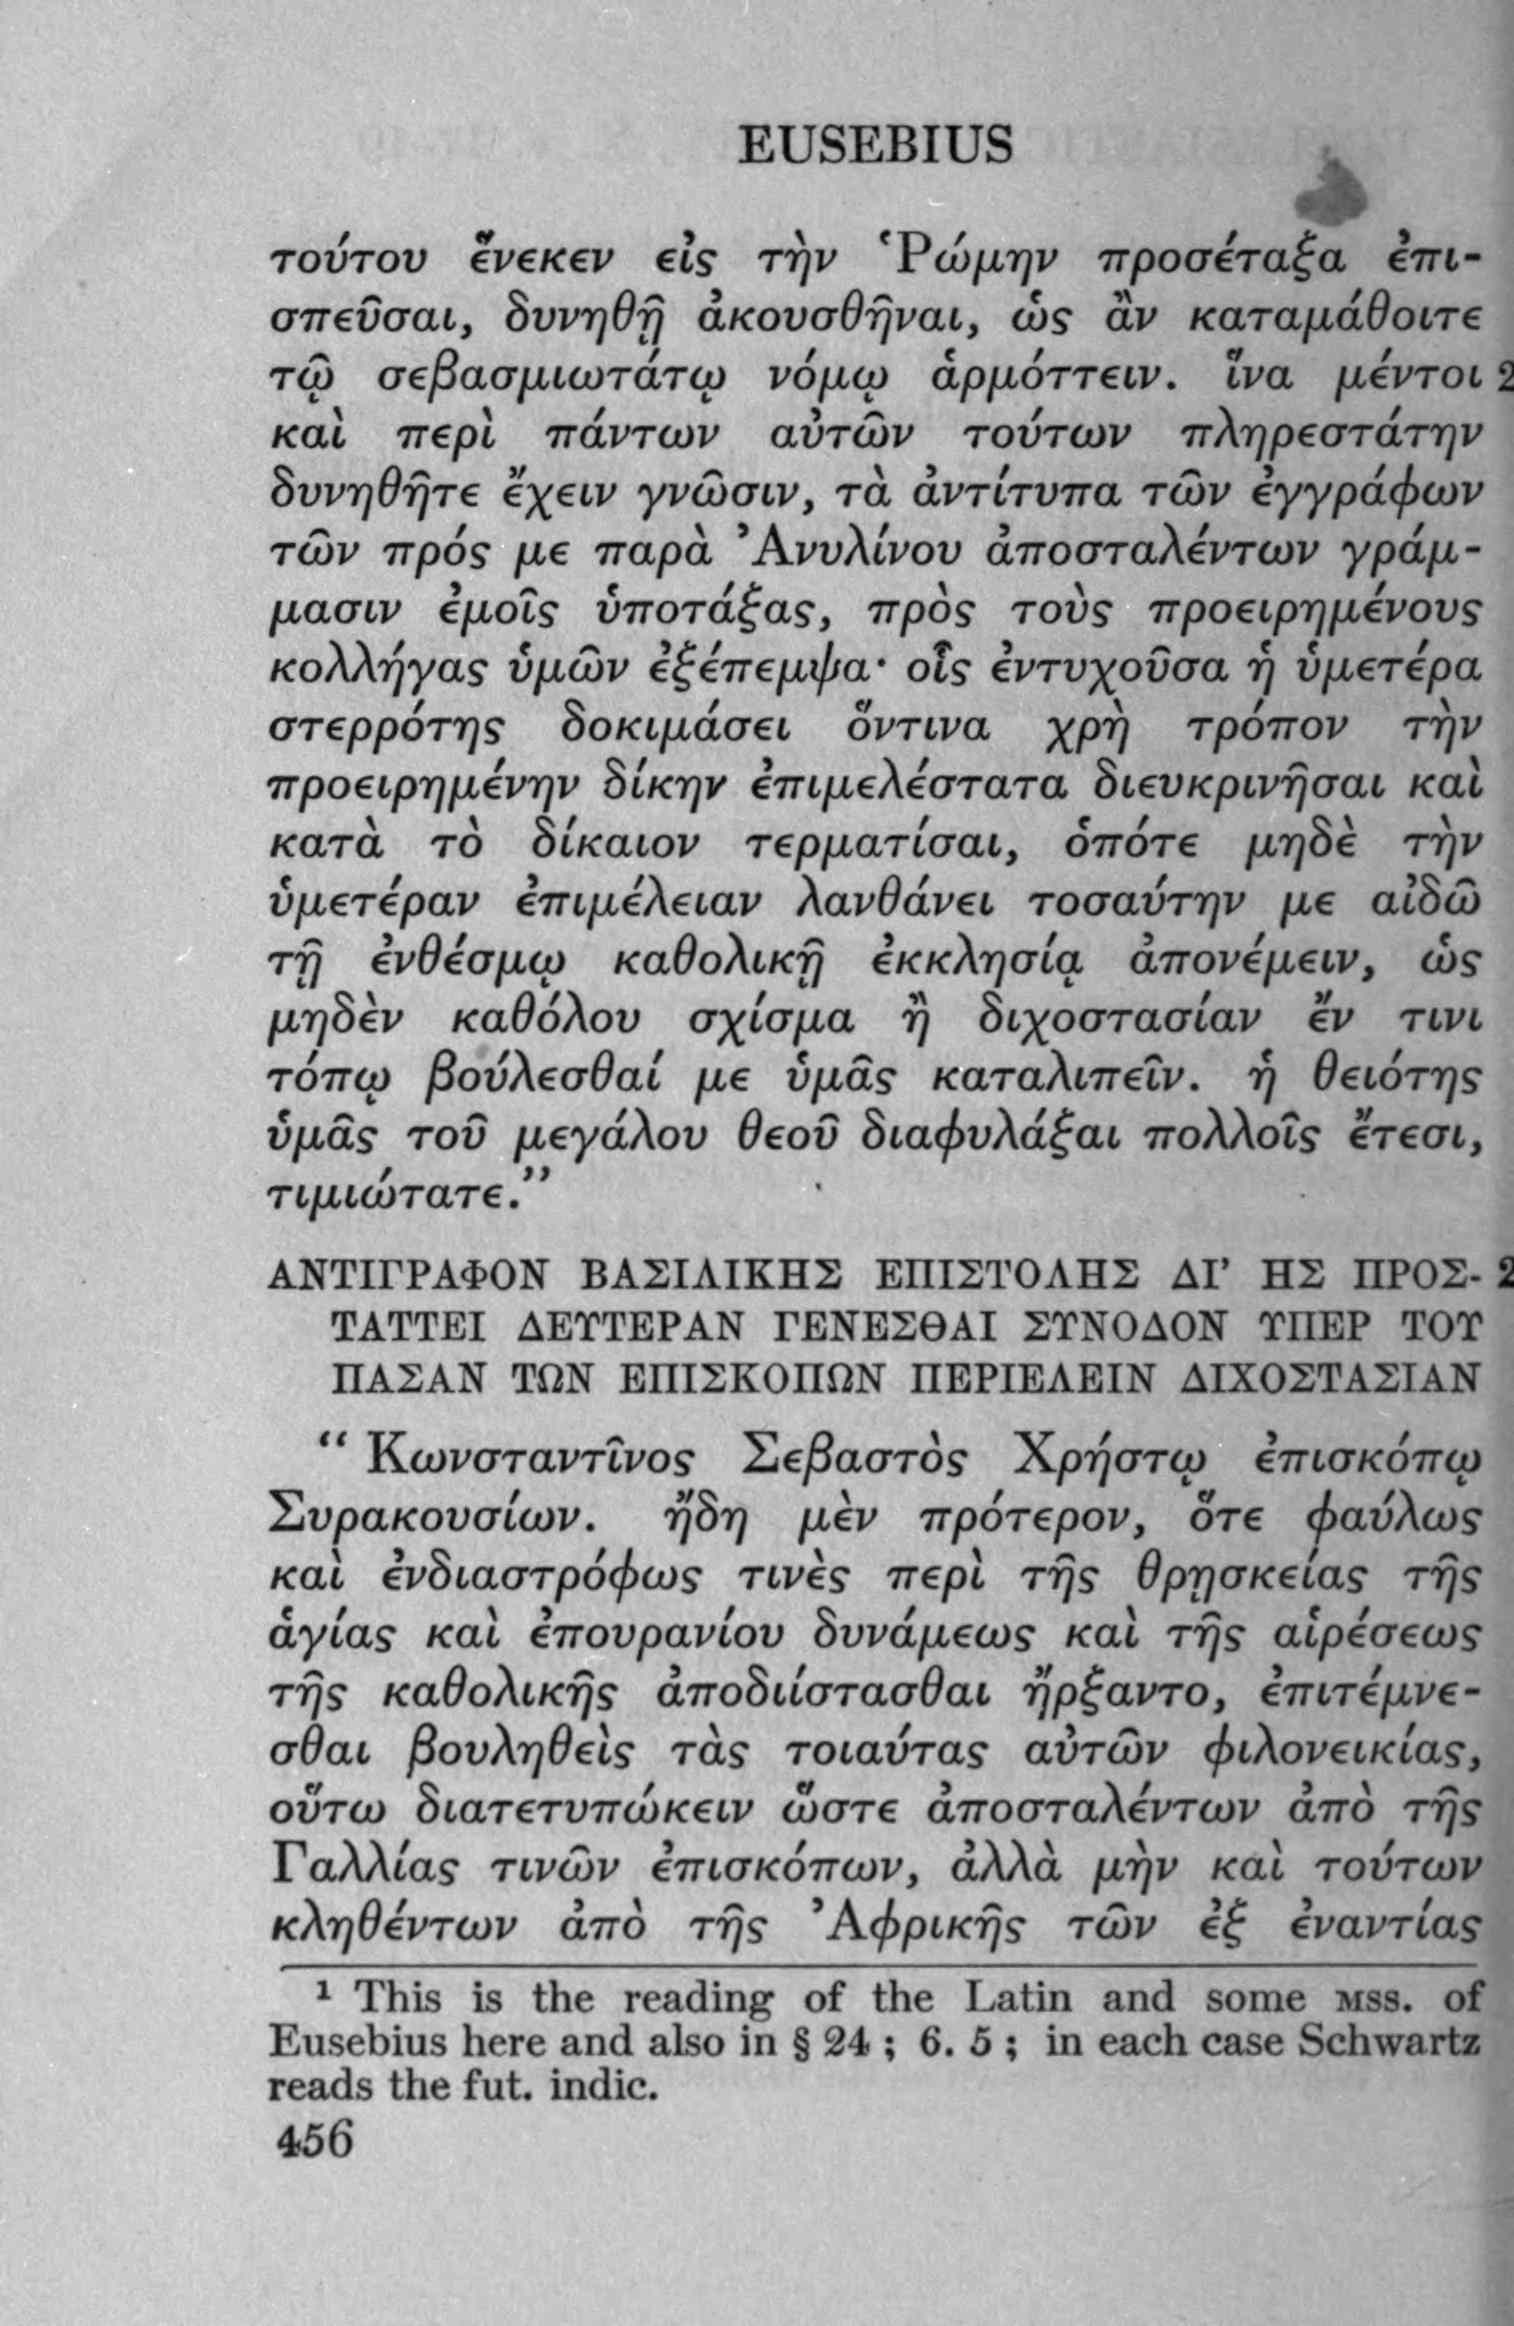 EUSEBIUS
τούτου ἕνεκεν εἰς τὴν Ῥώμην προσέταξα ἐπι-
σπεῦσαι, δυνηθῇ ἀκουσθῆναι, ὡς ἂν καταμάθοιτε
τῷ σεβασμιωτάτῳ νόμῳ ἁρμόττειν. ἵνα μέντοι 2
καὶ περὶ πάντων αὐτῶν τούτων πληρεστάτην
δυνηθῆτε ἔχειν γνῶσιν, τὰ ἀντίτυπα τῶν ἐγγράφων
τῶν πρός με παρὰ Ἀνυλίνου ἀποσταλέντων γράμ-
μασιν ἐμοῖς ὑποτάξας, πρὸς τοὺς προειρημένους
κολλήγας ὑμῶν ἐξέπεμψα· οἷς ἐντυχοῦσα ἡ ὑμετέρα
στερρότης δοκιμάσει ὅντινα χρὴ τρόπον τὴν
προειρημένην δίκην ἐπιμελέστατα διευκρινῆσαι καὶ
κατὰ τὸ δίκαιον τερματίσαι, ὁπότε μηδὲ τὴν
ὑμετέραν ἐπιμέλειαν λανθάνει τοσαύτην με αἰδῶ
τῇ ἐνθέσμῳ καθολικῇ ἐκκλησίᾳ ἀπονέμειν, ὡς
μηδὲν καθόλου σχίσμα ἢ διχοστασίαν ἔν τινι
τόπῳ βούλεσθαί με ὑμᾶς καταλιπεῖν. ἡ θειότης
ὑμᾶς τοῦ μεγάλου θεοῦ διαφυλάξαι πολλοῖς ἔτεσι,
τιμιώτατε.”
ΑΝΤΙΓΡΑΦΟΝ ΒΑΣΙΛΙΚΗΣ ΕΠΙΣΤΟΛΗΣ ΔΙ’ ΗΣ ΠΡΟΣ- 2
ΤΑΤΤΕΙ ΔΕΥΤΕΡΑΝ ΓΕΝΕΣΘΑΙ ΣΥΝΟΔΟΝ ΥΠΕΡ ΤΟΥ
ΠΑΣΑΝ ΤΩΝ ΕΠΙΣΚΟΠΩΝ ΠΕΡΙΕΛΕΙΝ ΔΙΧΟΣΤΑΣΙΑΝ
“ Κωνσταντῖνος Σεβαστὸς Χρήστῳ ἐπισκόπῳ
Συρακουσίων. ἤδη μὲν πρότερον, ὅτε φαύλως
καὶ ἐνδιαστρόφως τινὲς περὶ τῆς θρῃσκείας τῆς
ἁγίας καὶ ἐπουρανίου δυνάμεως καὶ τῆς αἱρέσεως
τῆς καθολικῆς ἀποδιίστασθαι ἤρξαντο, ἐπιτέμνε-
σθαι βουληθεὶς τὰς τοιαύτας αὐτῶν φιλονεικίας,
οὕτω διατετυπώκειν ὥστε ἀποσταλέντων ἀπὸ τῆς
Γαλλίας τινῶν ἐπισκόπων, ἀλλὰ μὴν καὶ τούτων
κληθέντων ἀπὸ τῆς Ἀφρικῆς τῶν ἐξ ἐναντίας
¹ This is the reading of the Latin and some MSS. of
Eusebius here and also in § 24 ; 6. 5 ; in each case Schwartz
reads the fut. indic.
456